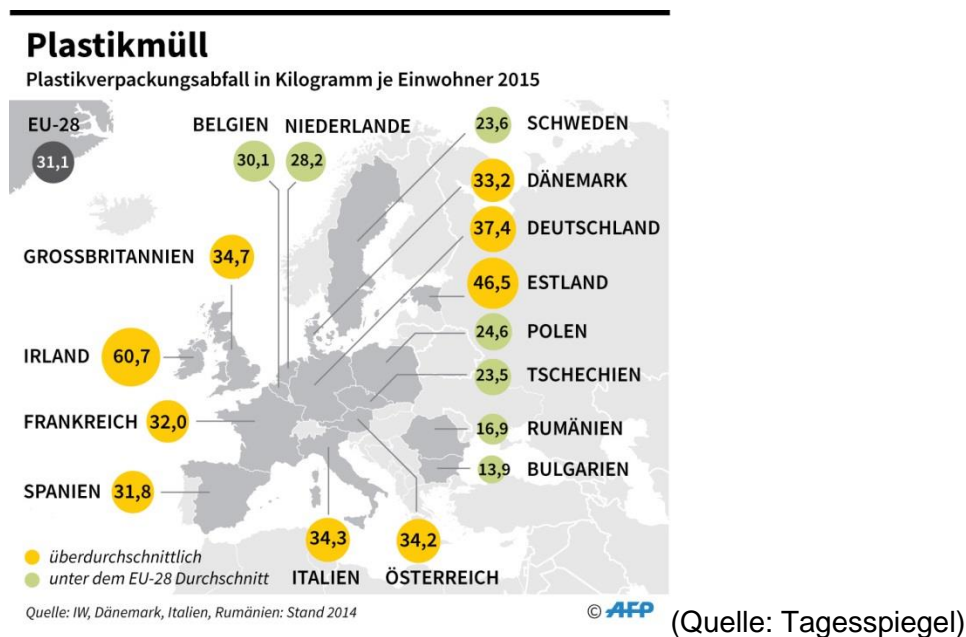 Plastikmüll
Plastikverpackungsabfall in Kilogramm je Einwohner 2015
EU-28
31,1
BELGIEN
30,1
NIEDERLANDE
28,2
23,6 SCHWEDEN
33,2 DÄNEMARK
37,4 DEUTSCHLAND
GROSSBRITANNIEN 34,7
46,5 ESTLAND
24,6 POLEN
IRLAND 60,7
23,5 TSCHECHIEN
FRANKREICH 32,0
16,9 RUMÄNIEN
13,9 BULGARIEN
SPANIEN 31,8
34,3
ITALIEN
34,2
ÖSTERREICH
überdurchschnittlich
unter dem EU-28 Durchschnitt
Quelle: IW, Dänemark, Italien, Rumänien: Stand 2014
© AFP
(Quelle: Tagesspiegel)